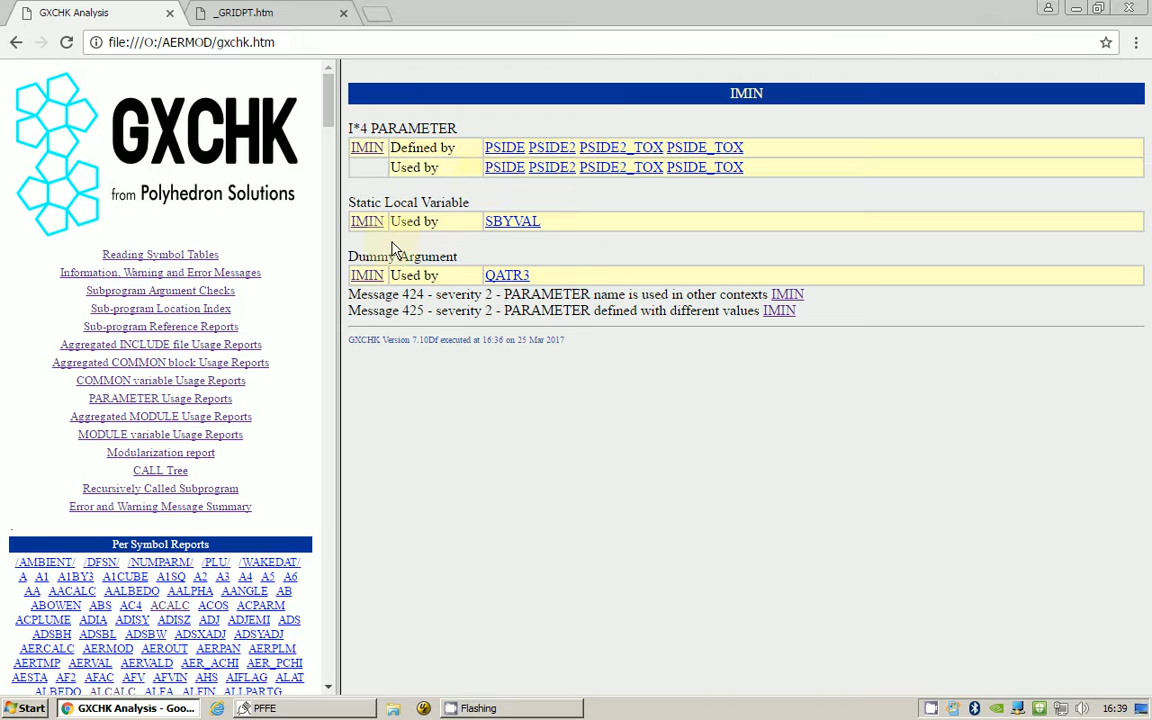 GXCHK Analysis
_GRIDPT.htm
file:///O:/AERMOD/gxchk.htm
GXCHK
from Polyhedron Solutions
Reading Symbol Tables
Information, Warning and Error Messages
Subprogram Argument Checks
Sub-program Location Index
Sub-program Reference Reports
Aggregated INCLUDE file Usage Reports
Aggregated COMMON block Usage Reports
COMMON variable Usage Reports
PARAMETER Usage Reports
Aggregated MODULE Usage Reports
MODULE variable Usage Reports
Modularization report
CALL Tree
Recursively Called Subprogram
Error and Warning Message Summary
.
Per Symbol Reports
/AMBIENT/ /DFSN/ /NUMPARM/ /PLU/ /WAKEDAT/
A A1 A1BY3 A1CUBE A1SQ A2 A3 A4 A5 A6
AA AACALC AALBEDO AALPHA AANGLE AB
ABOWEN ABS AC4 ACALC ACOS ACPARM
ACPLUME ADIA ADISY ADISZ ADJ ADJEMI ADS
ADSBH ADSBL ADSBW ADSXADJ ADSYADJ
AERCALC AERMOD AEROUT AERPAN AERPLM
AERTMP AERVAL AERVALD AER_ACHI AER_PCHI
AESTA AF2 AFAC AFV AFVIN AHS AIFLAG ALAT
ALBEDO ALCALC ALFA ALFIN ALLPARTG
IMIN
I*4 PARAMETER
IMIN Defined by PSIDE PSIDE2 PSIDE2_TOX PSIDE_TOX
Used by PSIDE PSIDE2 PSIDE2_TOX PSIDE_TOX
Static Local Variable
IMIN Used by SBYVAL
Dummy Argument
IMIN Used by QATR3
Message 424 - severity 2 - PARAMETER name is used in other contexts IMIN
Message 425 - severity 2 - PARAMETER defined with different values IMIN
GXCHK Version 7.10Df executed at 16:36 on 25 Mar 2017
Start
GXCHK Analysis - Goo...
PFFE
Flashing
16:39